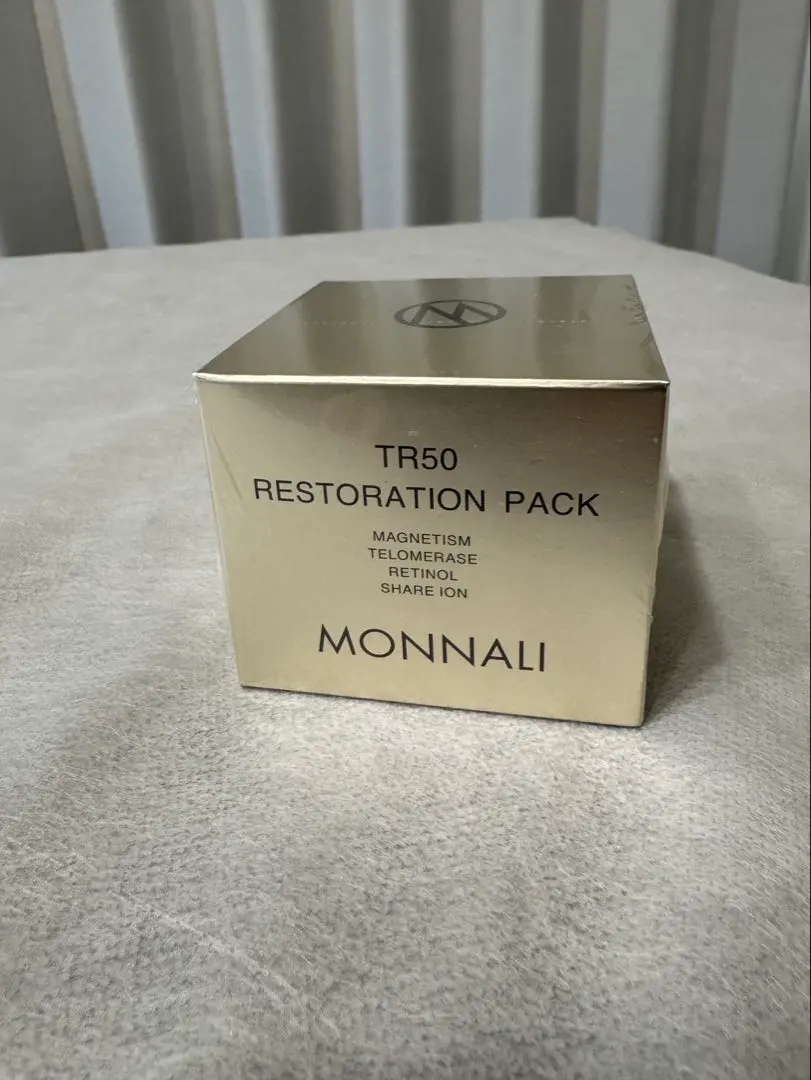 TR50
RESTORATION PACK
MAGNETISM
TELOMERASE
RETINOL
SHARE ION
MONNALI